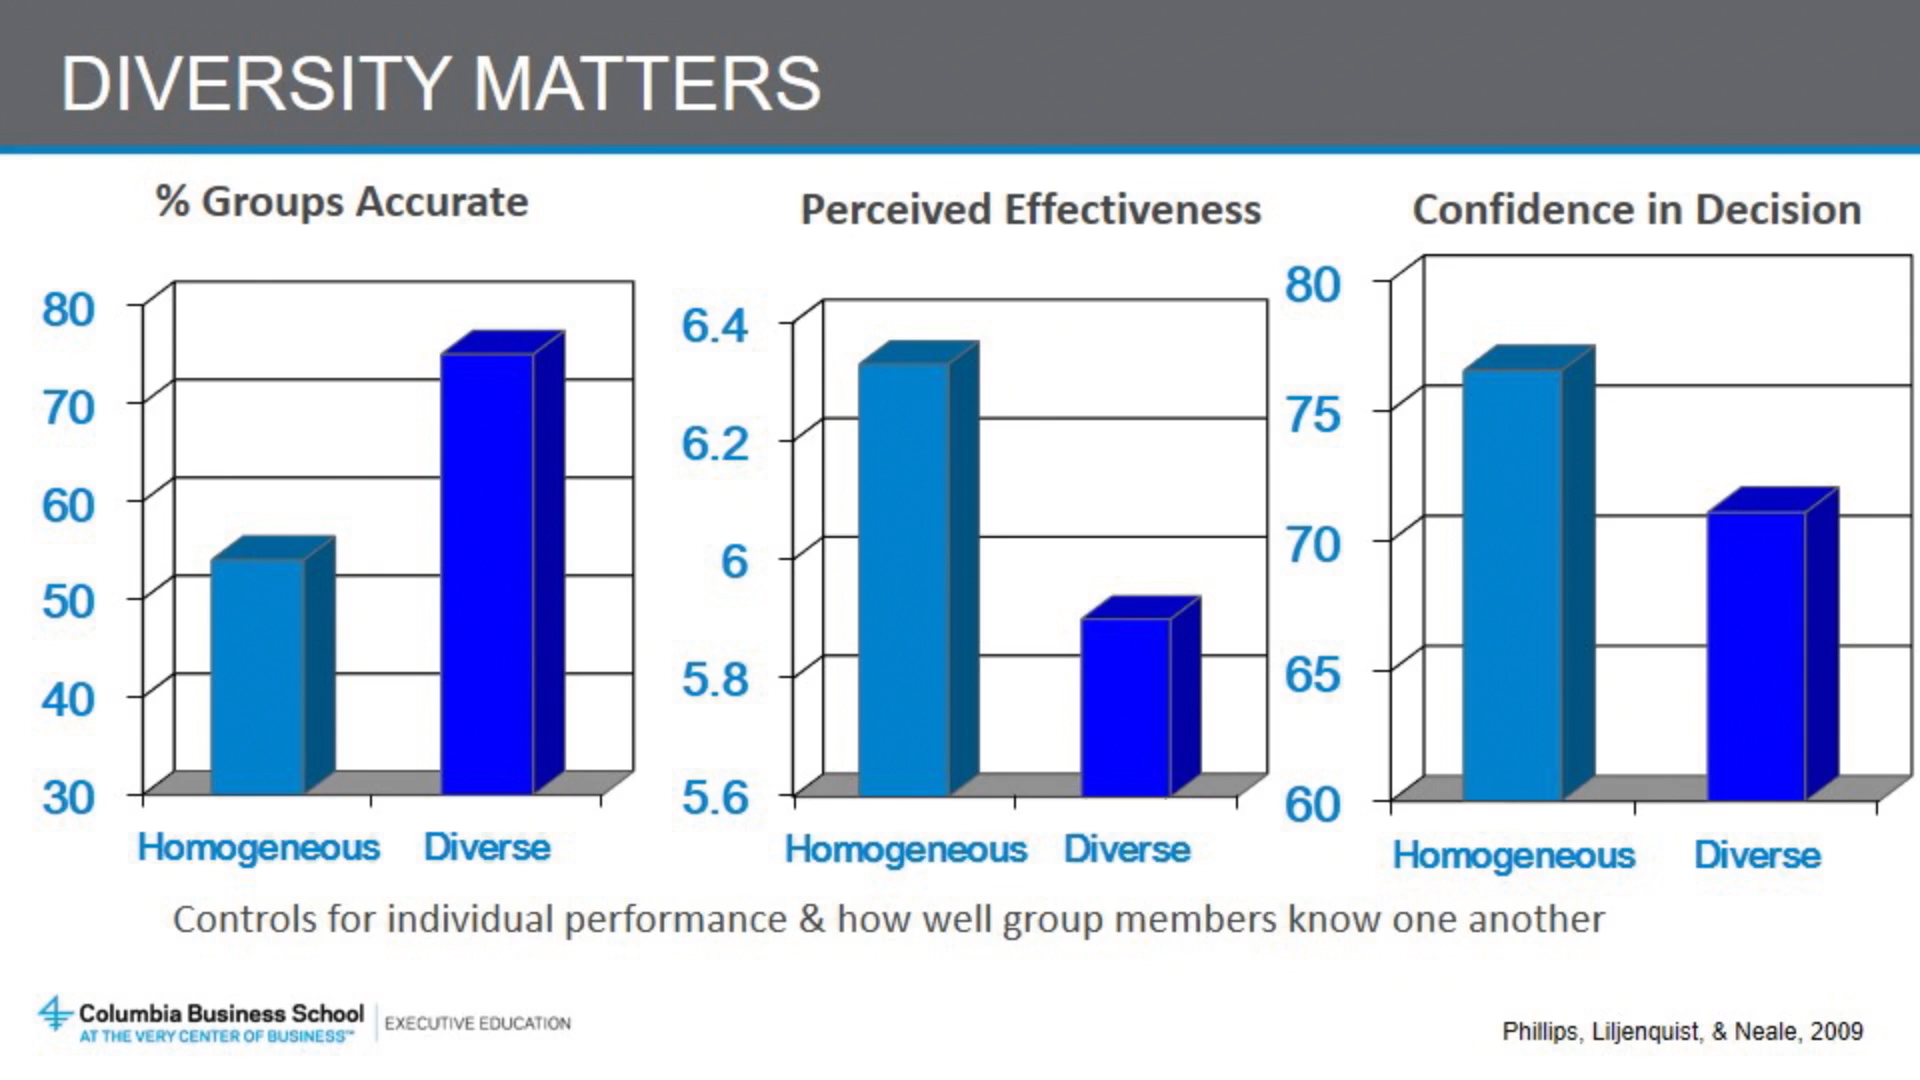 DIVERSITY MATTERS
% Groups Accurate
80
70
60
50
40
30
Homogeneous Diverse
Perceived Effectiveness
6.4
6.2
6
5.8
5.6
Homogeneous Diverse
Confidence in Decision
80
75
70
65
60
Homogeneous Diverse
Controls for individual performance & how well group members know one another
Columbia Business School
AT THE VERY CENTER OF BUSINESS™
EXECUTIVE EDUCATION
Phillips, Liljenquist, & Neale, 2009